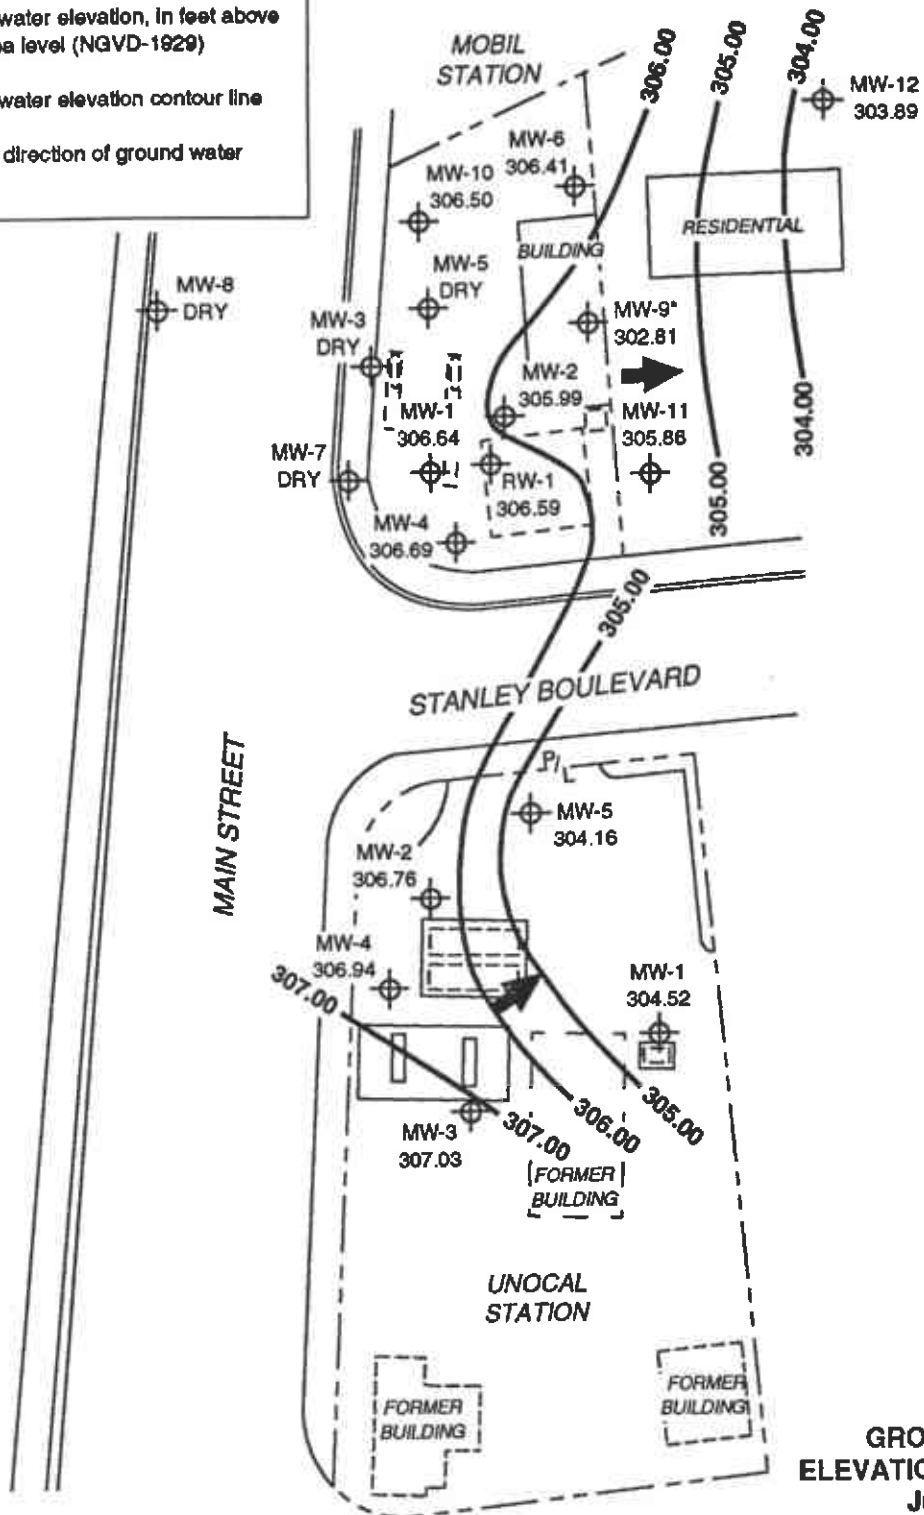 water elevation, in feet above
level (NGVD-1929)
water elevation contour line
direction of ground water
MOBIL
STATION
306.00
305.00
304.00
MW-12
303.89
MW-6
306.41
MW-10
306.50
RESIDENTIAL
BUILDING
MW-5
DRY
MW-8
DRY
MW-3
DRY
MW-9*
302.81
MW-2
305.99
MW-1
306.64
MW-11
305.86
304.00
MW-7
DRY
RW-1
306.59
305.00
MW-4
306.69
305.00
STANLEY BOULEVARD
MAIN STREET
P/L
MW-5
304.16
MW-2
306.76
MW-4
306.94
307.00
MW-1
304.52
MW-3
307.03
307.00
306.00
305.00
FORMER
BUILDING
UNOCAL
STATION
FORMER
BUILDING
FORMER
BUILDING